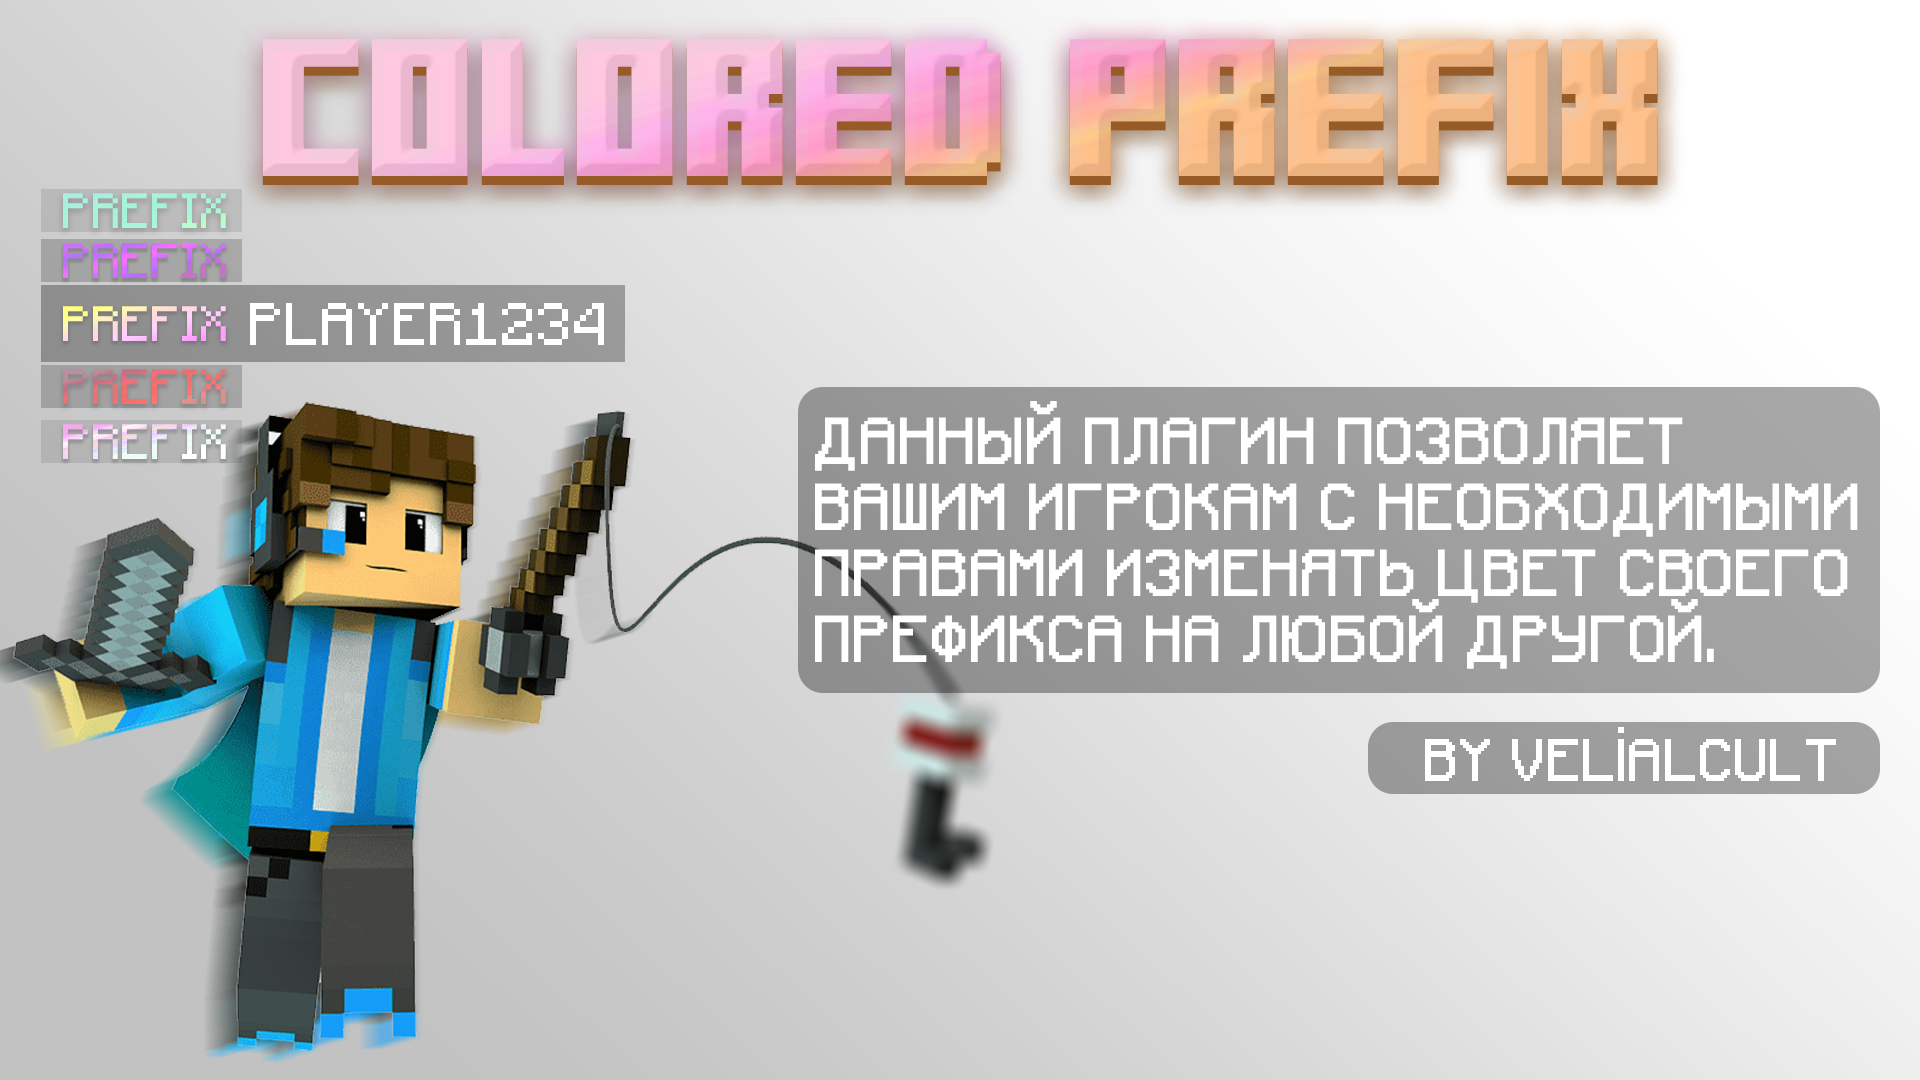 COLORED PREFIX
PREFIX
PREFIX
PREFIX PLAYER1234
PREFIX
PREFIX
ДАННЫЙ ПЛАГИН ПОЗВОЛЯЕТ
ВАШИМ ИГРОКАМ С НЕОБХОДИМЫМИ
ПРАВАМИ ИЗМЕНЯТЬ ЦВЕТ СВОЕГО
ПРЕФИКСА НА ЛЮБОЙ ДРУГОЙ.
BY VELİALCULT